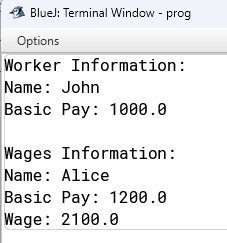 BlueJ: Terminal Window - prog
Options
Worker Information:
Name: John
Basic Pay: 1000.0
Wages Information:
Name: Alice
Basic Pay: 1200.0
Wage: 2100.0